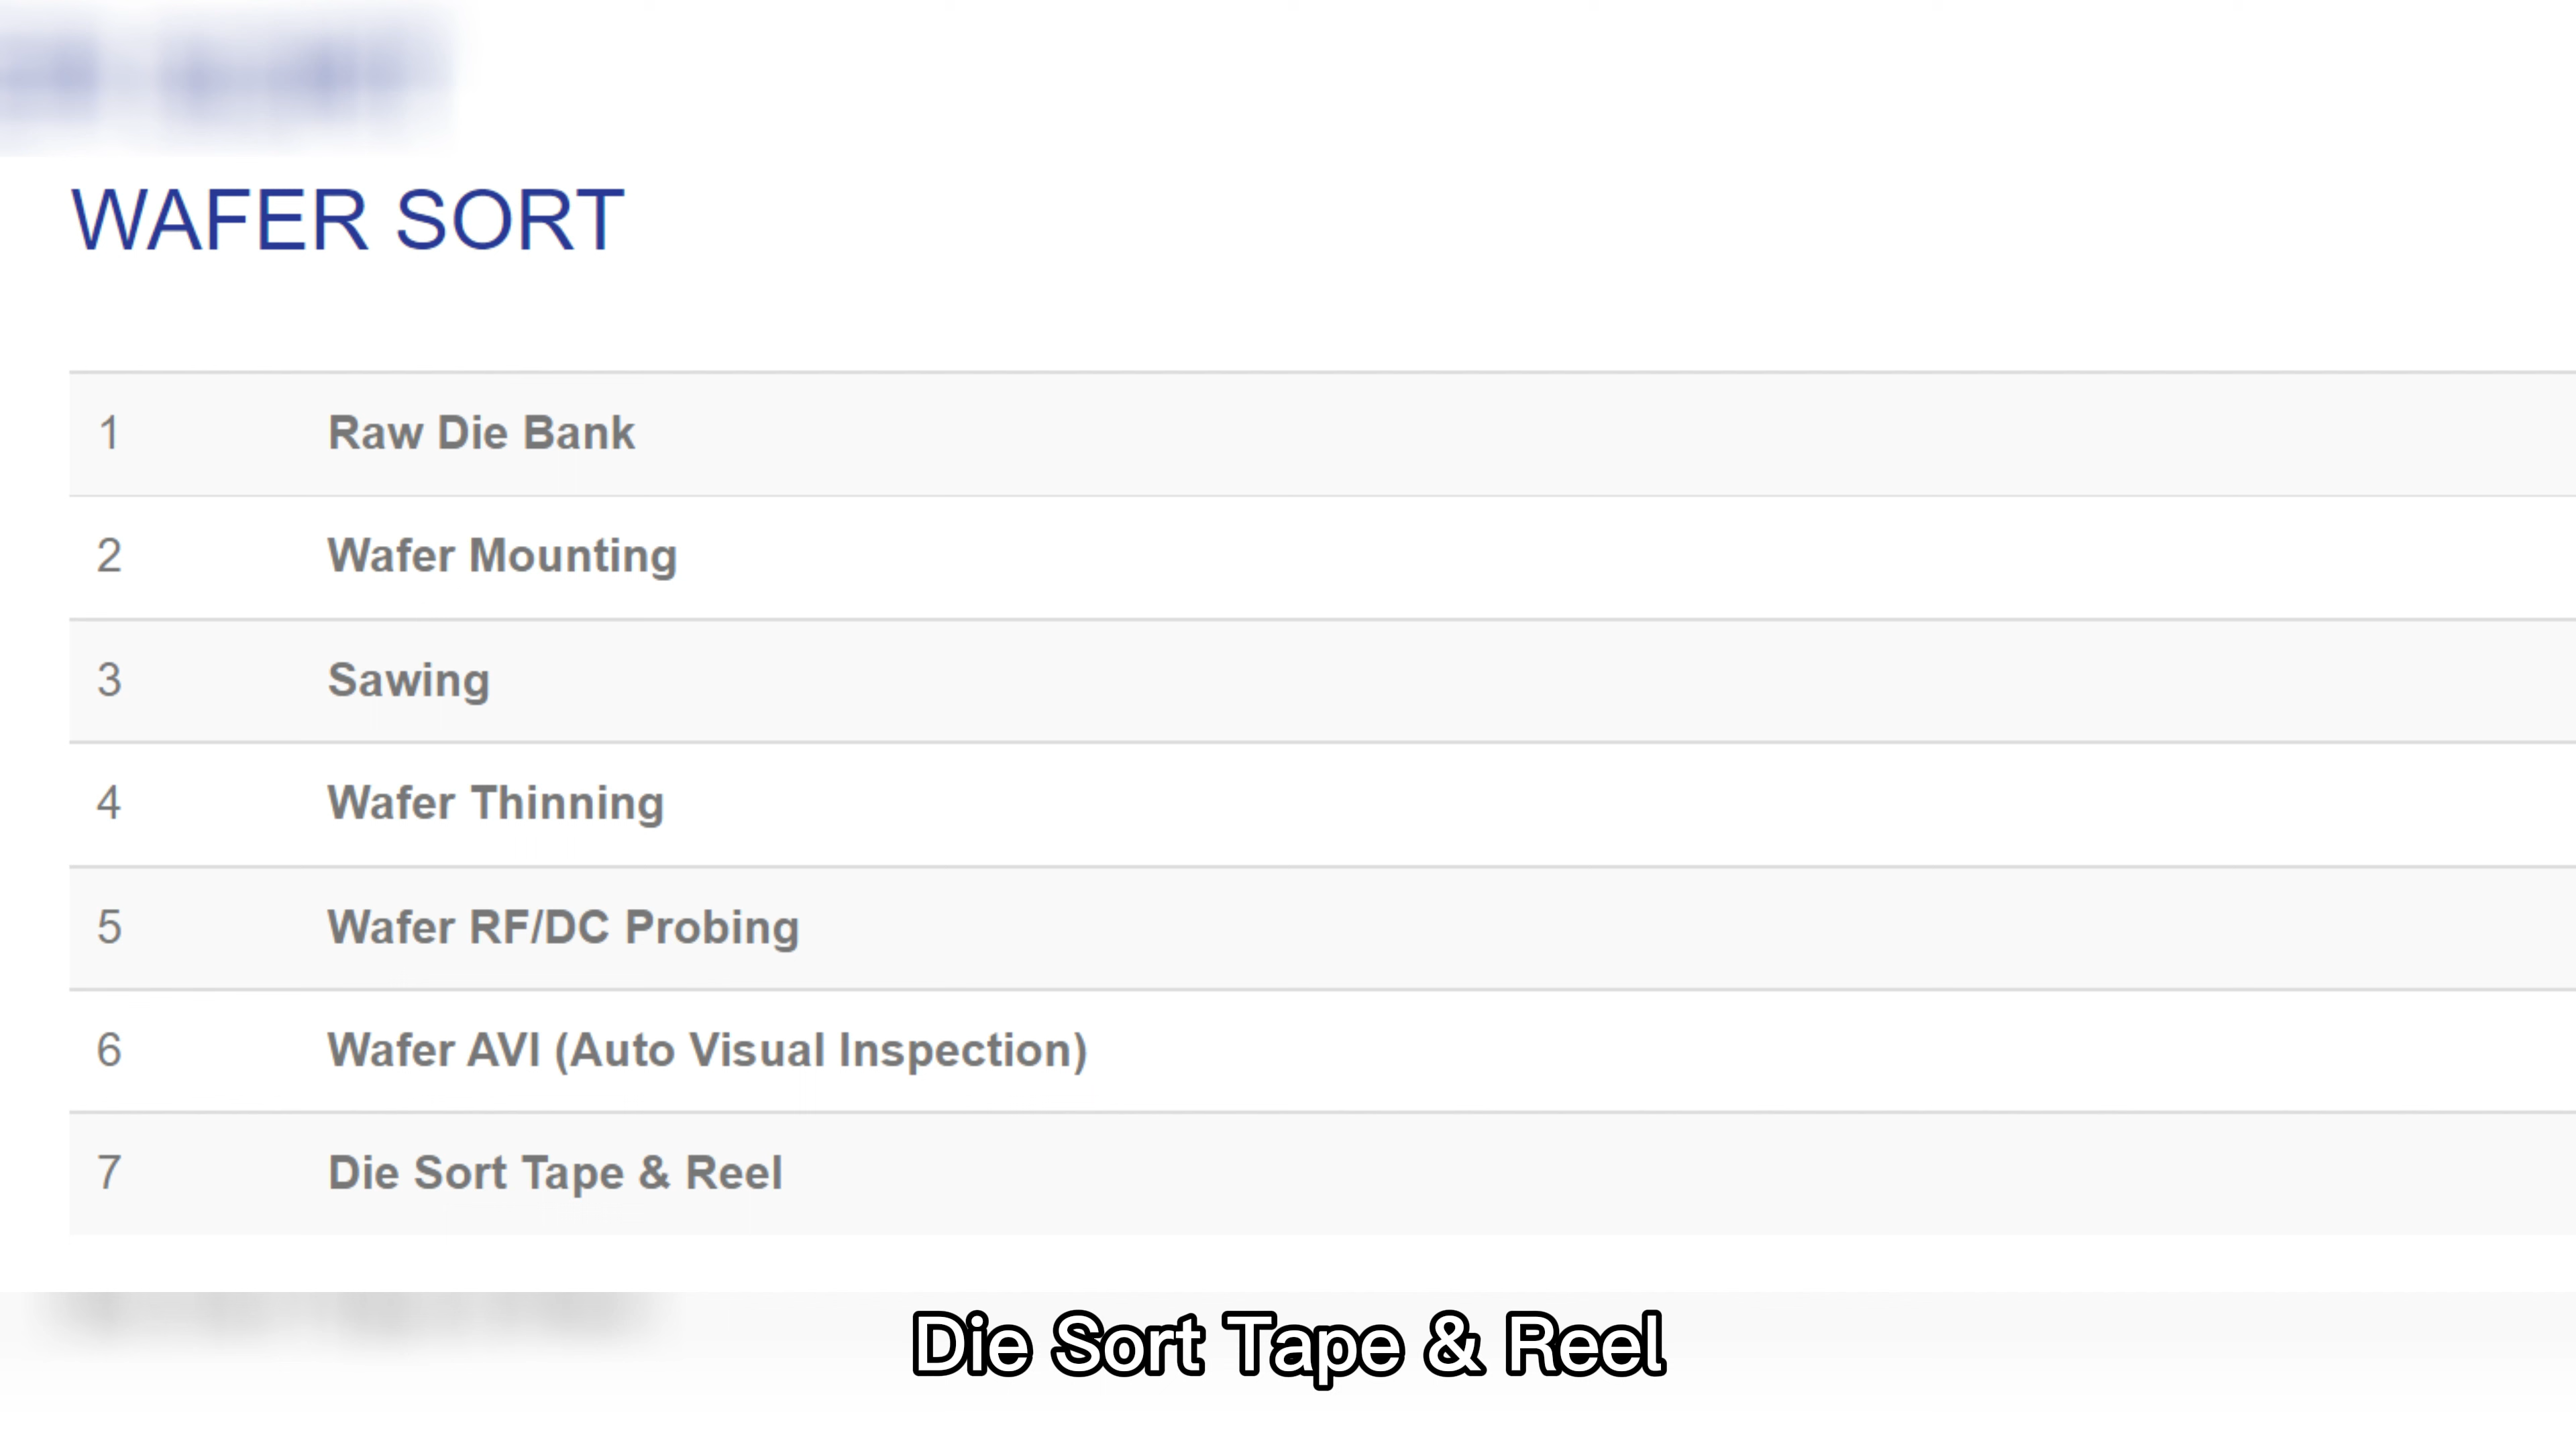 WAFER SORT
1 Raw Die Bank
2 Wafer Mounting
3 Sawing
4 Wafer Thinning
5 Wafer RF/DC Probing
6 Wafer AVI (Auto Visual Inspection)
7 Die Sort Tape & Reel
Die Sort Tape & Reel